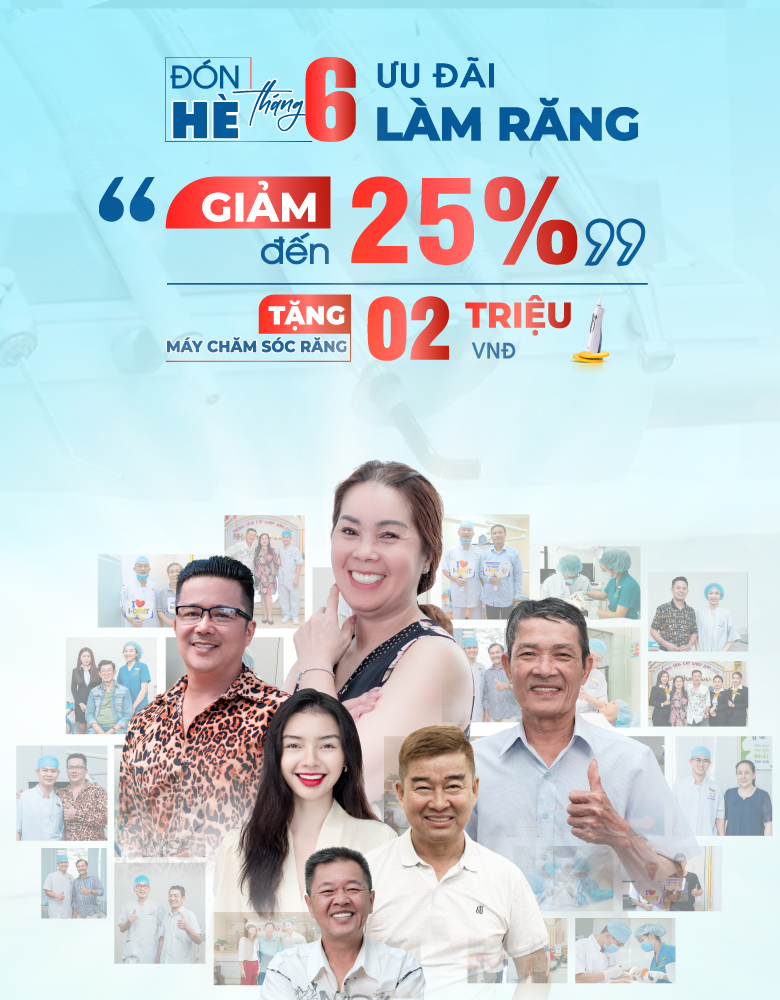 ĐÓN
HÈ tháng 6
ƯU ĐÃI
LÀM RĂNG
“ GIẢM
đến 25% ”
TẶNG
MÁY CHĂM SÓC RĂNG
02 TRIỆU
VNĐ